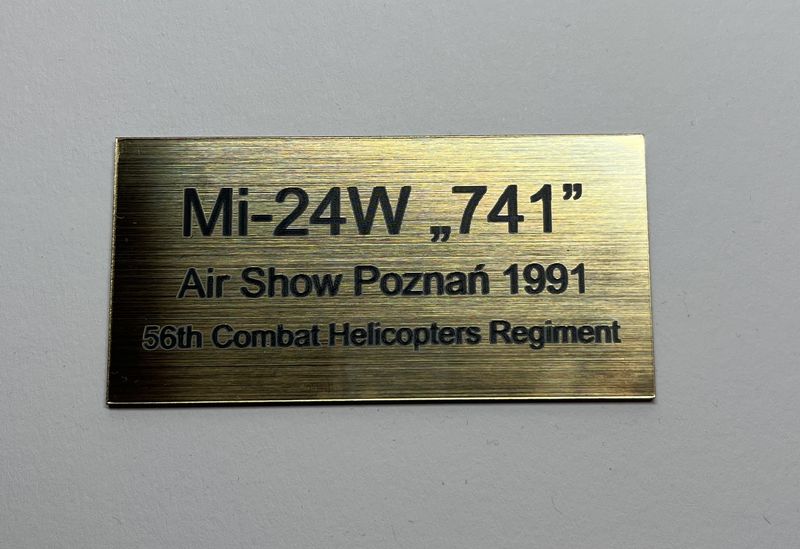 Mi-24W „741”
Air Show Poznań 1991
56th Combat Helicopters Regiment